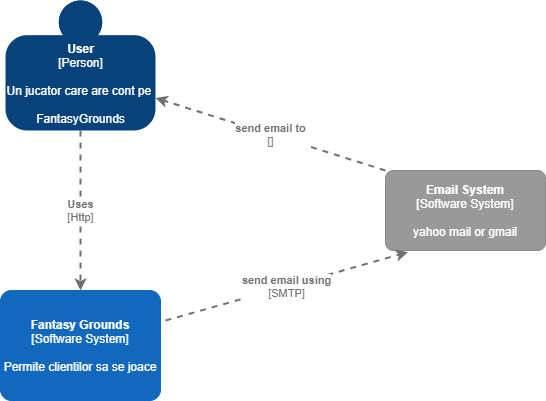 User
[Person]
Un jucator care are cont pe
FantasyGrounds
send email to
[]
Email System
[Software System]
yahoo mail or gmail
Uses
[Http]
send email using
[SMTP]
Fantasy Grounds
[Software System]
Permite clientilor sa se joace